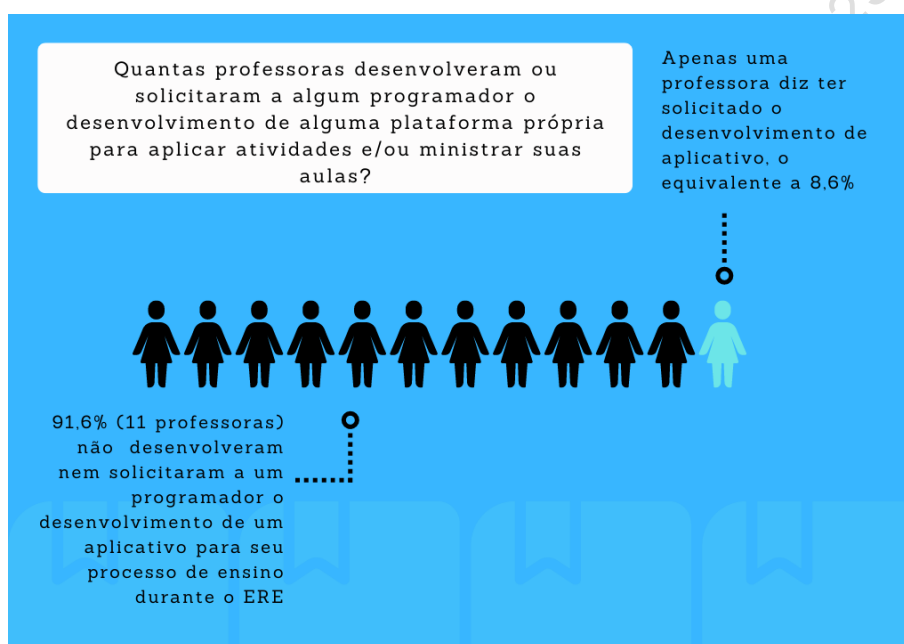 Quantas professoras desenvolveram ou
solicitaram a algum programador o
desenvolvimento de alguma plataforma própria
para aplicar atividades e/ou ministrar suas
aulas?
Apenas uma
professora diz ter
solicitado o
desenvolvimento de
aplicativo, o
equivalente a 8,6%
91,6% (11 professoras)
não desenvolveram
nem solicitaram a um
programador o
desenvolvimento de um
aplicativo para seu
processo de ensino
durante o ERE